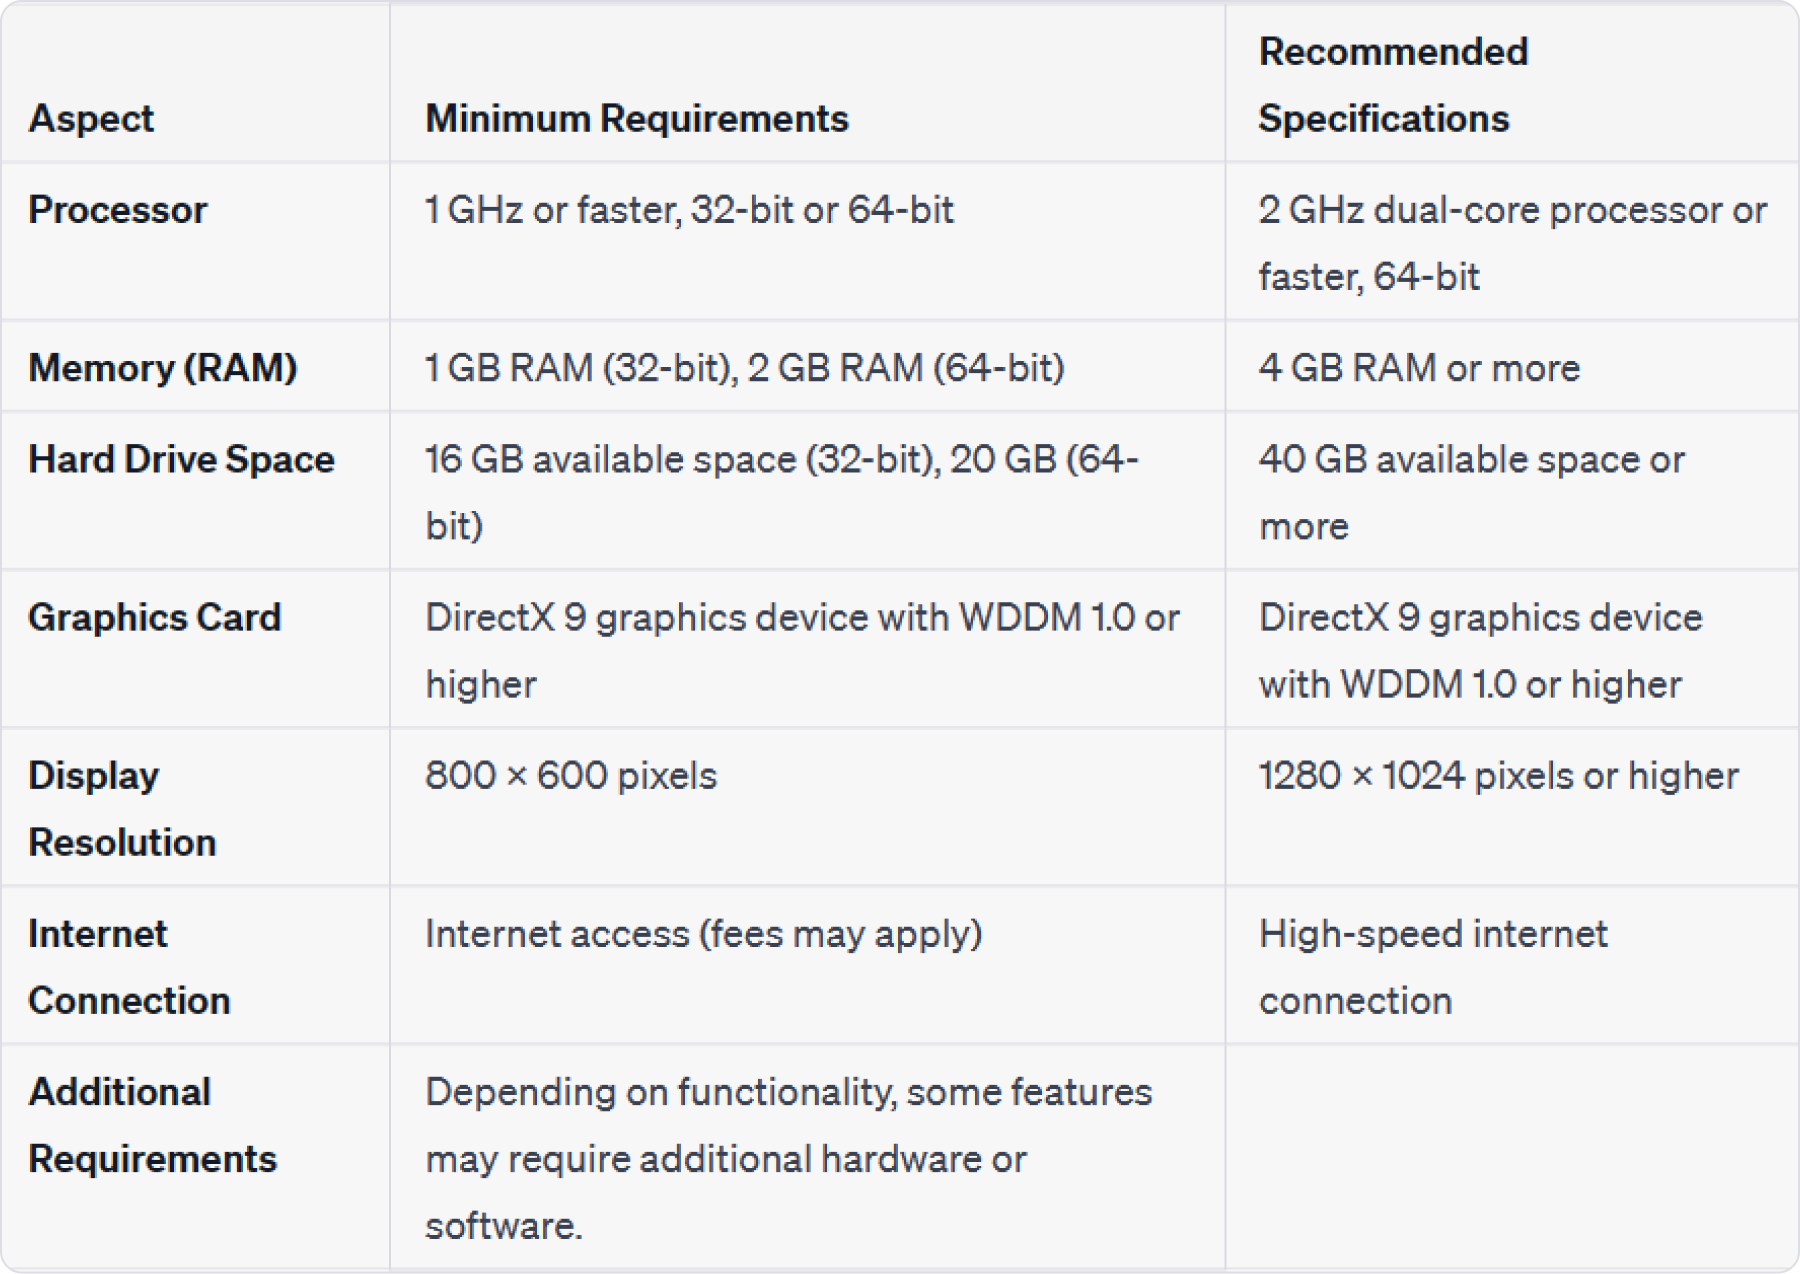 Aspect
Minimum Requirements
Recommended
Specifications
Processor
1 GHz or faster, 32-bit or 64-bit
2 GHz dual-core processor or
faster, 64-bit
Memory (RAM)
1 GB RAM (32-bit), 2 GB RAM (64-bit)
4 GB RAM or more
Hard Drive Space
16 GB available space (32-bit), 20 GB (64-
bit)
40 GB available space or
more
Graphics Card
DirectX 9 graphics device with WDDM 1.0 or
higher
DirectX 9 graphics device
with WDDM 1.0 or higher
Display
Resolution
800 × 600 pixels
1280 × 1024 pixels or higher
Internet
Connection
Internet access (fees may apply)
High-speed internet
connection
Additional
Requirements
Depending on functionality, some features
may require additional hardware or
software.